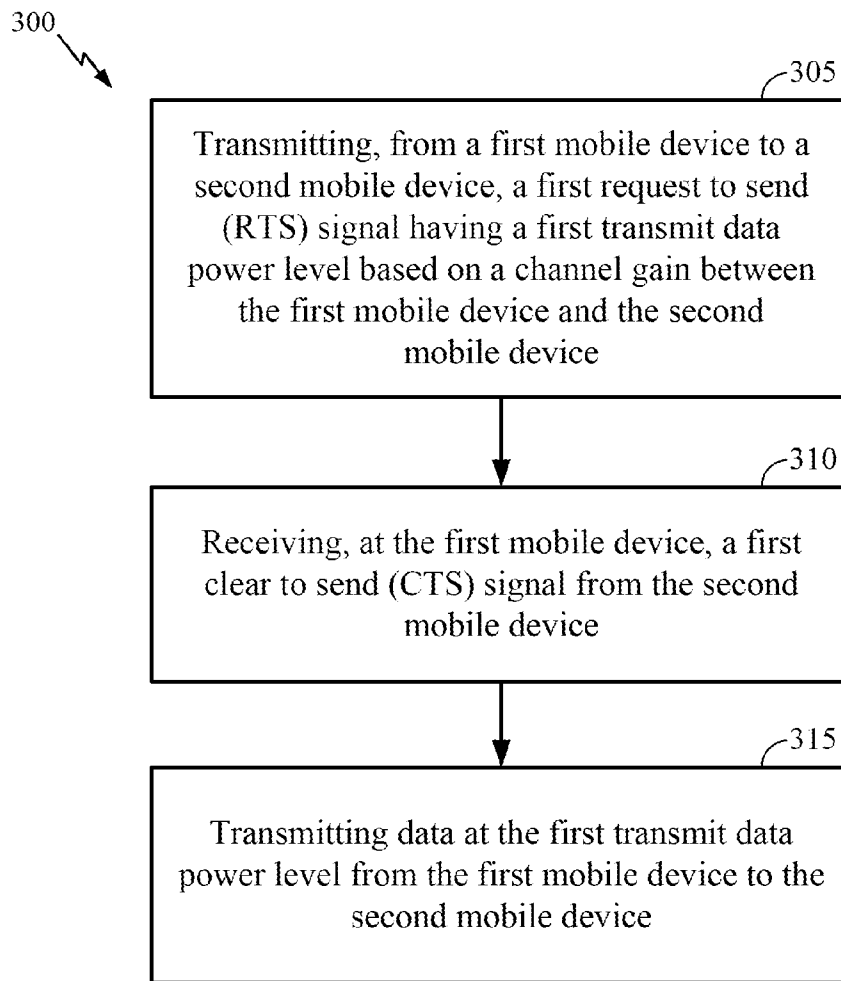 300
305
Transmitting, from a first mobile device to a
second mobile device, a first request to send
(RTS) signal having a first transmit data
power level based on a channel gain between
the first mobile device and the second
mobile device
310
Receiving, at the first mobile device, a first
clear to send (CTS) signal from the second
mobile device
315
Transmitting data at the first transmit data
power level from the first mobile device to the
second mobile device